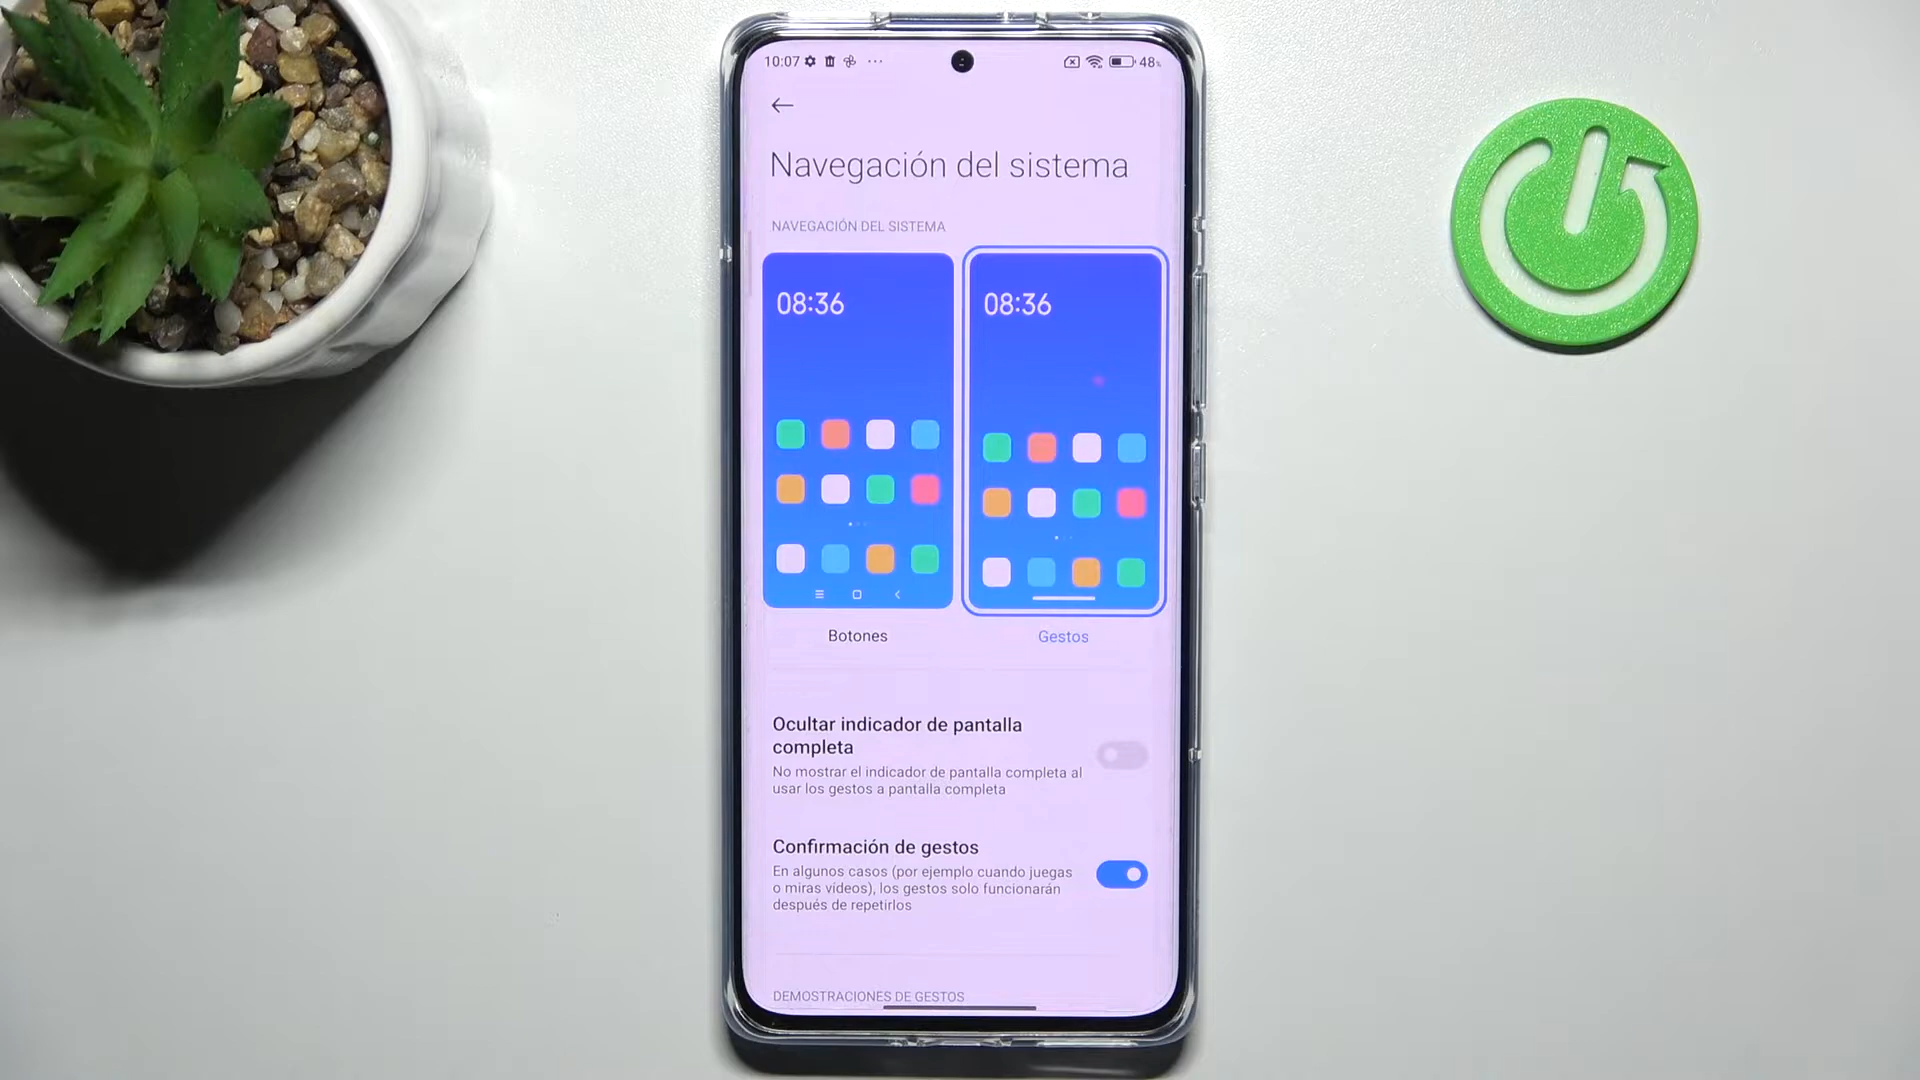 10:07
48%
Navegación del sistema
NAVEGACIÓN DEL SISTEMA
08:36
08:36
Botones
Gestos
Ocultar indicador de pantalla
completa
No mostrar el indicador de pantalla completa al
usar los gestos a pantalla completa
Confirmación de gestos
En algunos casos (por ejemplo cuando juegas
o miras vídeos), los gestos solo funcionarán
después de repetirlos
DEMOSTRACIONES DE GESTOS